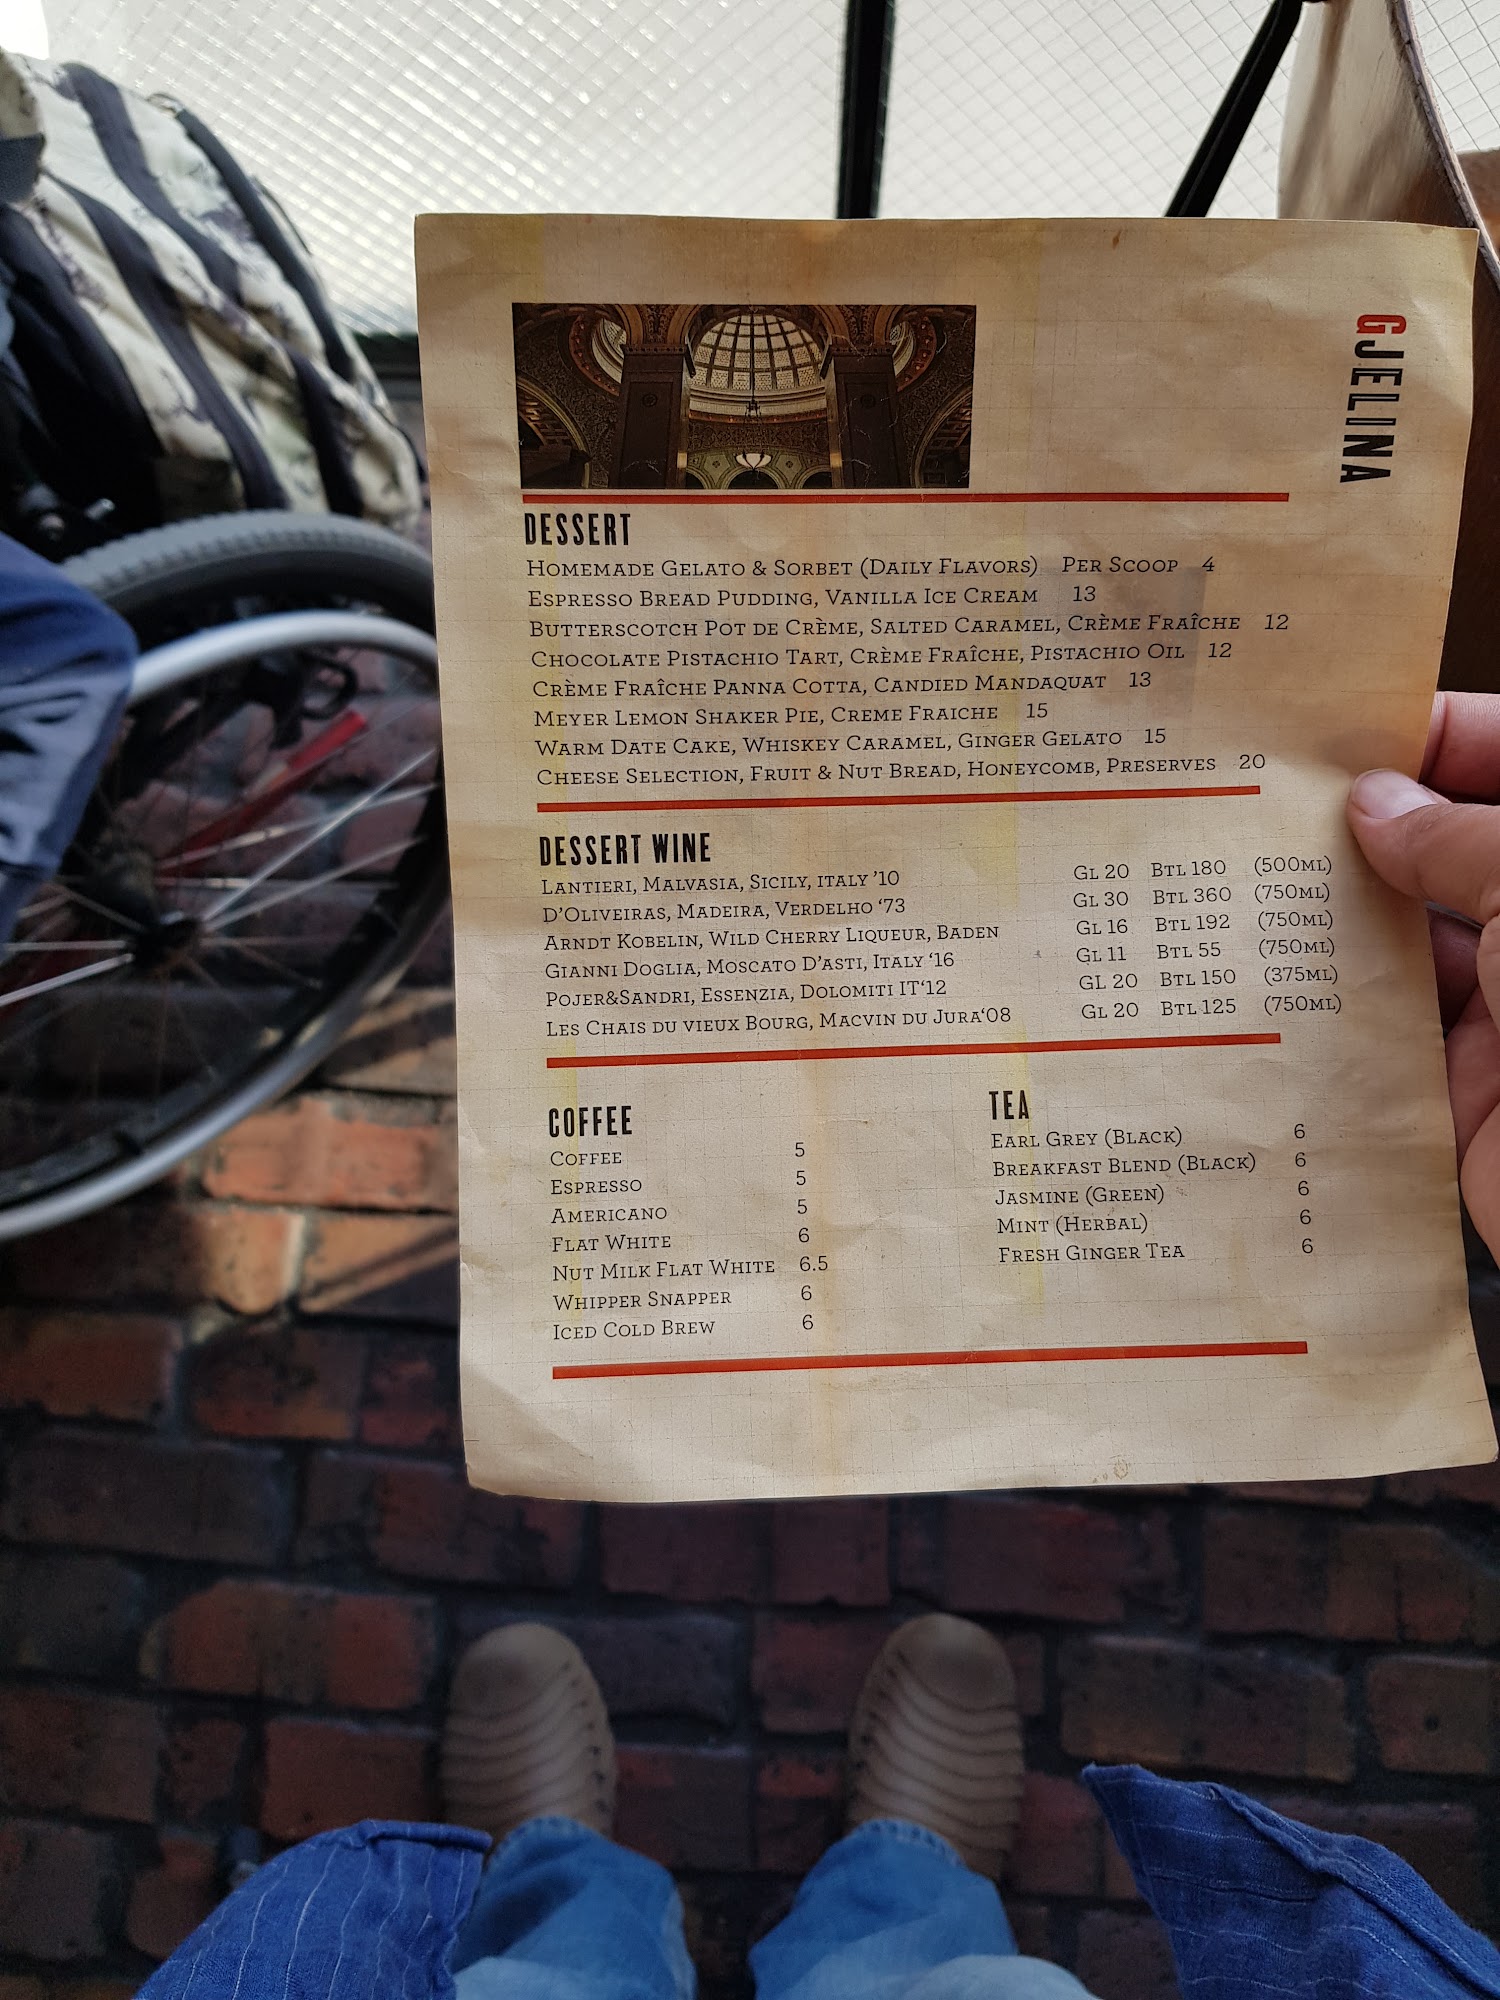 GJELINA
DESSERT
Homemade Gelato & Sorbet (Daily Flavors) Per Scoop 4
Espresso Bread Pudding, Vanilla Ice Cream 13
Butterscotch Pot de Crème, Salted Caramel, Crème Fraîche 12
Chocolate Pistachio Tart, Crème Fraîche, Pistachio Oil 12
Crème Fraîche Panna Cotta, Candied Mandaquat 13
Meyer Lemon Shaker Pie, Creme Fraiche 15
Warm Date Cake, Whiskey Caramel, Ginger Gelato 15
Cheese Selection, Fruit & Nut Bread, Honeycomb, Preserves 20
DESSERT WINE
Lantieri, Malvasia, Sicily, italy ’10 Gl 20 Btl 180 (500ml)
D’Oliveiras, Madeira, Verdelho ‘73 Gl 30 Btl 360 (750ml)
Arndt Kobelin, Wild Cherry Liqueur, Baden Gl 16 Btl 192 (750ml)
Gianni Doglia, Moscato D’asti, Italy ‘16 Gl 11 Btl 55 (750ml)
Pojer&Sandri, Essenzia, Dolomiti IT‘12 Gl 20 Btl 150 (375ml)
Les Chais du vieux Bourg, Macvin du Jura‘08 Gl 20 Btl 125 (750ml)
COFFEE
Coffee 5
Espresso 5
Americano 5
Flat White 6
Nut Milk Flat White 6.5
Whipper Snapper 6
Iced Cold Brew 6
TEA
Earl Grey (Black) 6
Breakfast Blend (Black) 6
Jasmine (Green) 6
Mint (Herbal) 6
Fresh Ginger Tea 6